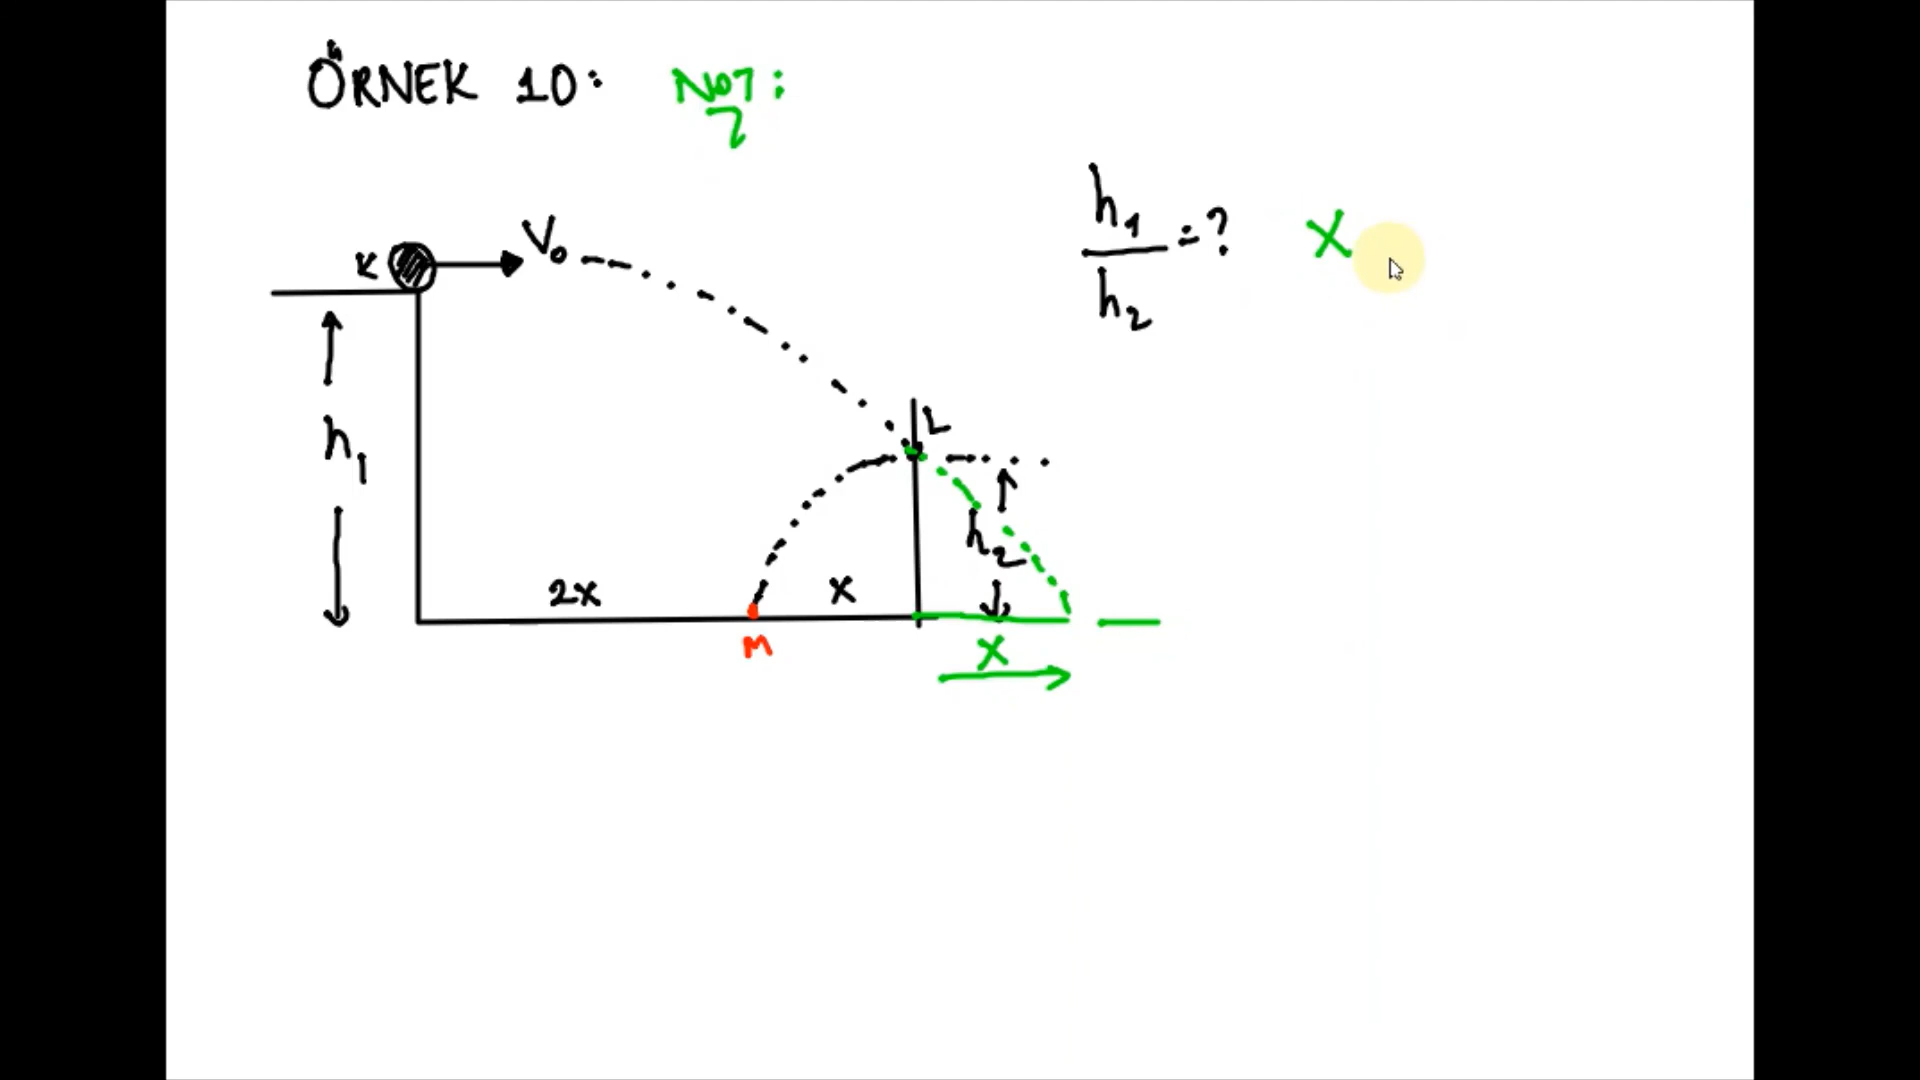 ÖRNEK 10: NOT:
h₁
= ? X
h₂
K V₀
h₁
L
h₂
2x x
M X